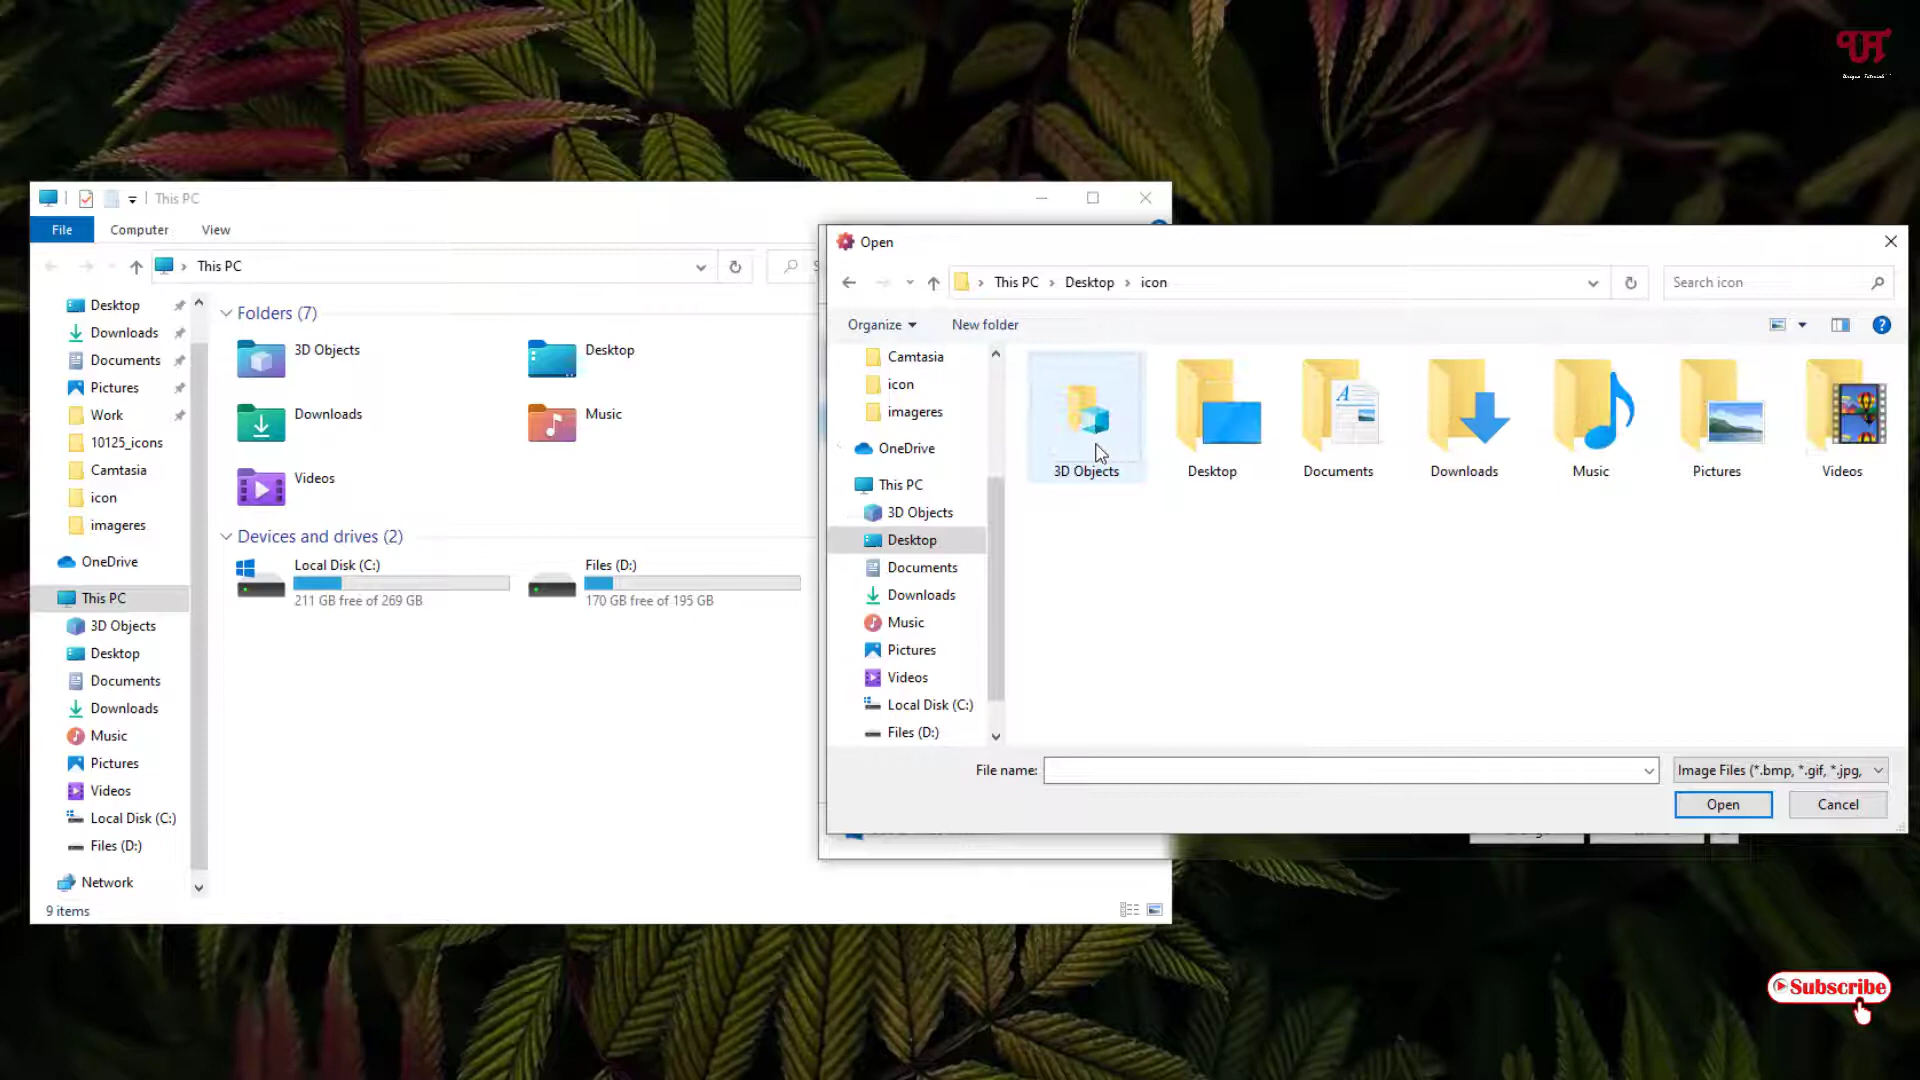 This PC
File
Computer
View
This PC
Desktop
Downloads
Documents
Pictures
Work
10125_icons
Camtasia
icon
imageres
OneDrive
This PC
3D Objects
Desktop
Documents
Downloads
Music
Pictures
Videos
Local Disk (C:)
Files (D:)
Network
9 items
Folders (7)
3D Objects
Desktop
Downloads
Music
Videos
Devices and drives (2)
Local Disk (C:)
211 GB free of 269 GB
Files (D:)
170 GB free of 195 GB
Open
This PC
Desktop
icon
Search icon
Organize
New folder
Camtasia
icon
imageres
OneDrive
This PC
3D Objects
Desktop
Documents
Downloads
Music
Pictures
Videos
Local Disk (C:)
Files (D:)
3D Objects
Desktop
Documents
Downloads
Music
Pictures
Videos
File name:
Image Files (*.bmp, *.gif, *.jpg,
Open
Cancel
Subscribe